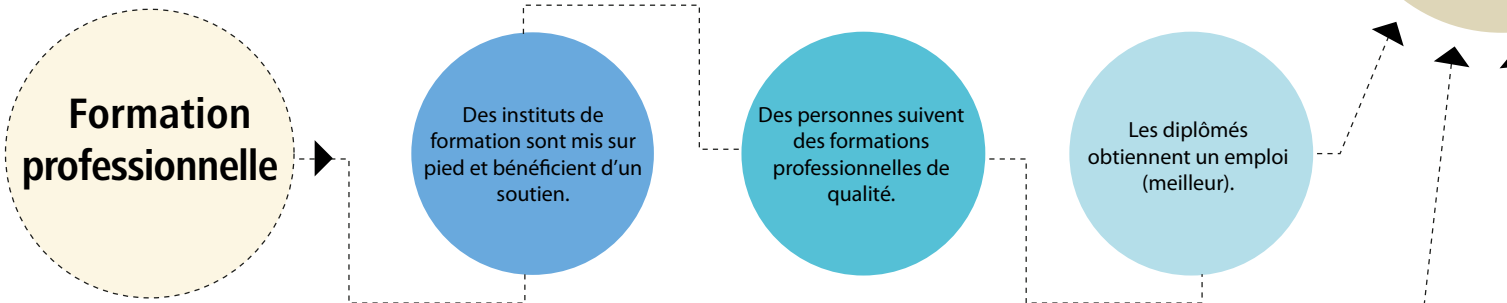 Formation
professionnelle
Des instituts de
formation sont mis sur
pied et bénéficient d’un
soutien.
Des personnes suivent
des formations
professionnelles de
qualité.
Les diplômés
obtiennent un emploi
(meilleur).